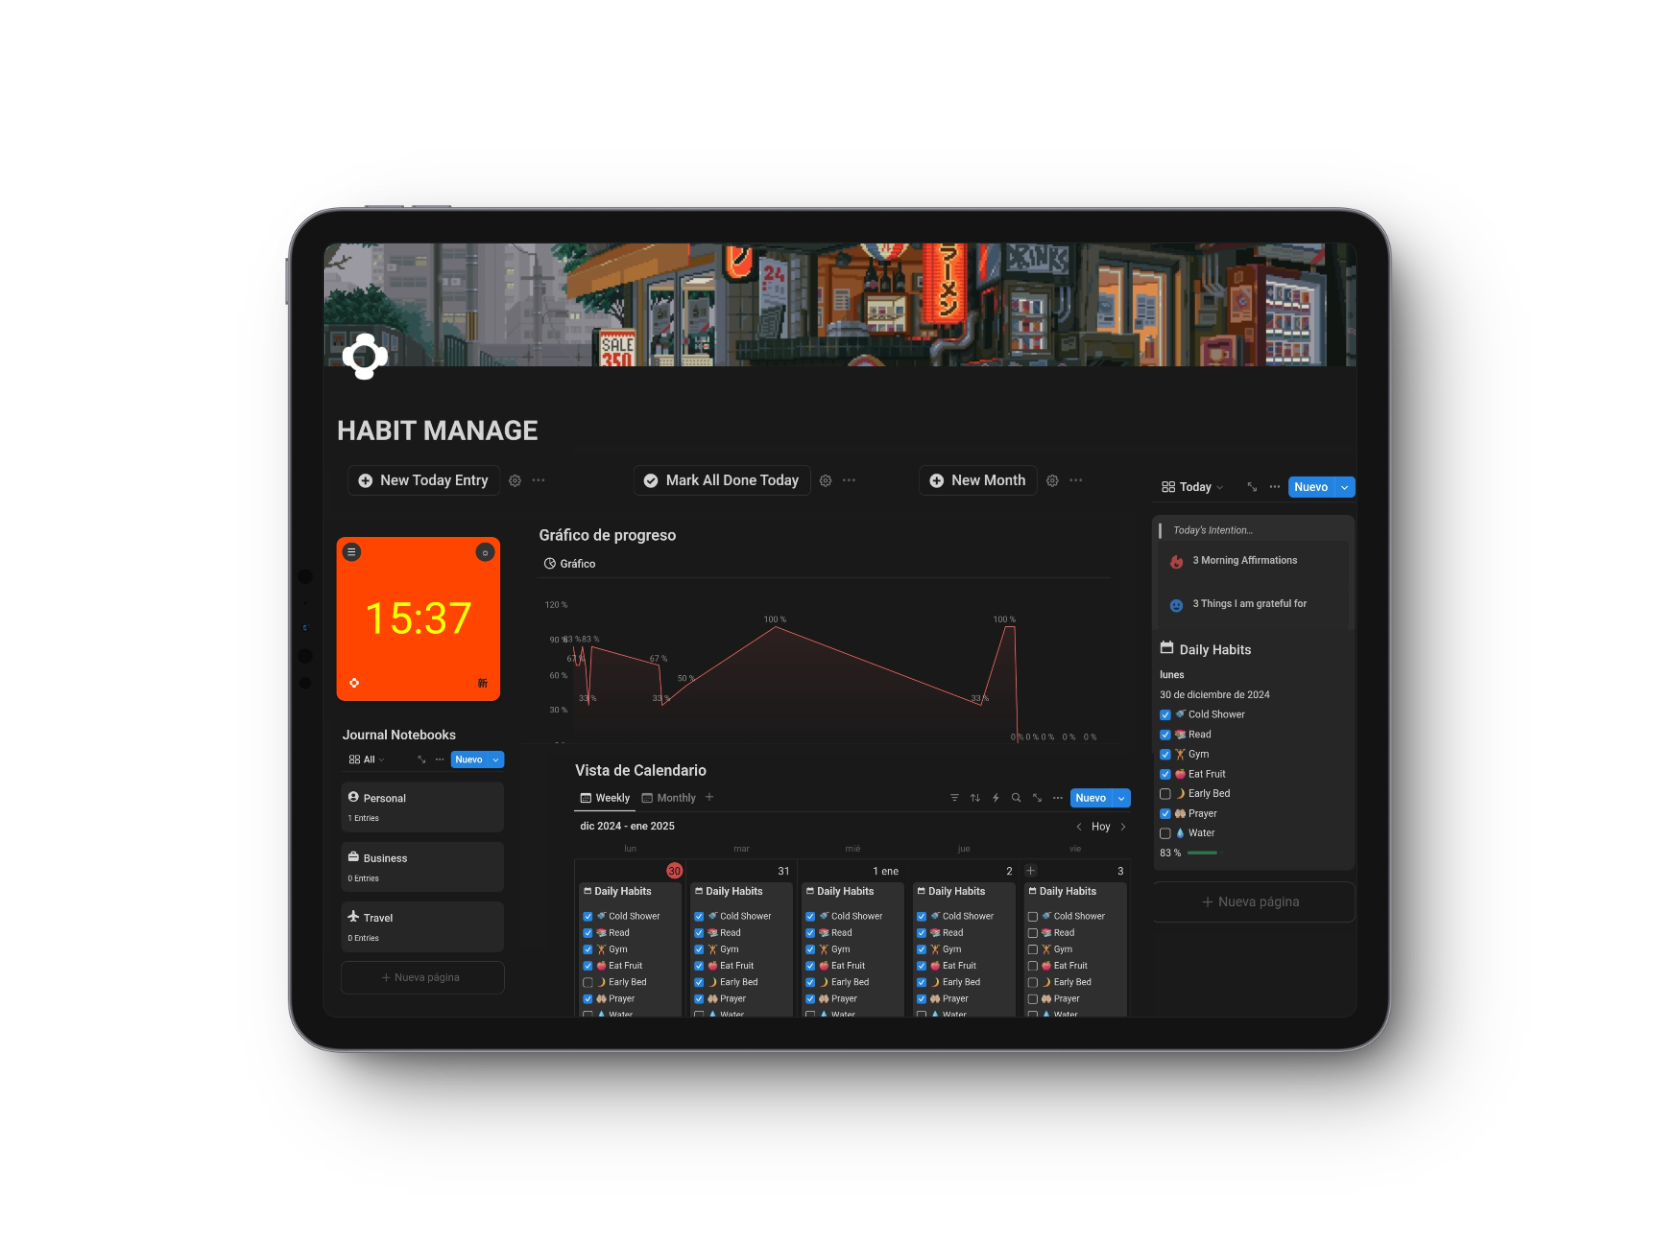 24
ラーメン
DRINKS
SALE
350
HABIT MANAGE
New Today Entry
Mark All Done Today
New Month
Today
Nuevo
15:37
新
Gráfico de progreso
Gráfico
120 %
90 %
60 %
30 %
83 %
83 %
67 %
33 %
67 %
33 %
50 %
100 %
33 %
100 %
0 % 0 % 0 % 0 % 0 %
Today's Intention...
3 Morning Affirmations
3 Things I am grateful for
Daily Habits
lunes
30 de diciembre de 2024
Cold Shower
Read
Gym
Eat Fruit
Early Bed
Prayer
Water
83 %
Nueva página
Journal Notebooks
All
Nuevo
Personal
1 Entries
Business
0 Entries
Travel
0 Entries
Nueva página
Vista de Calendario
Weekly Monthly
Nuevo
dic 2024 - ene 2025
Hoy
lun mar mié jue vie
30 31 1 ene 2 3
Daily Habits Daily Habits Daily Habits Daily Habits Daily Habits
Cold Shower Cold Shower Cold Shower Cold Shower Cold Shower
Read Read Read Read Read
Gym Gym Gym Gym Gym
Eat Fruit Eat Fruit Eat Fruit Eat Fruit Eat Fruit
Early Bed Early Bed Early Bed Early Bed Early Bed
Prayer Prayer Prayer Prayer Prayer
Water Water Water Water Water